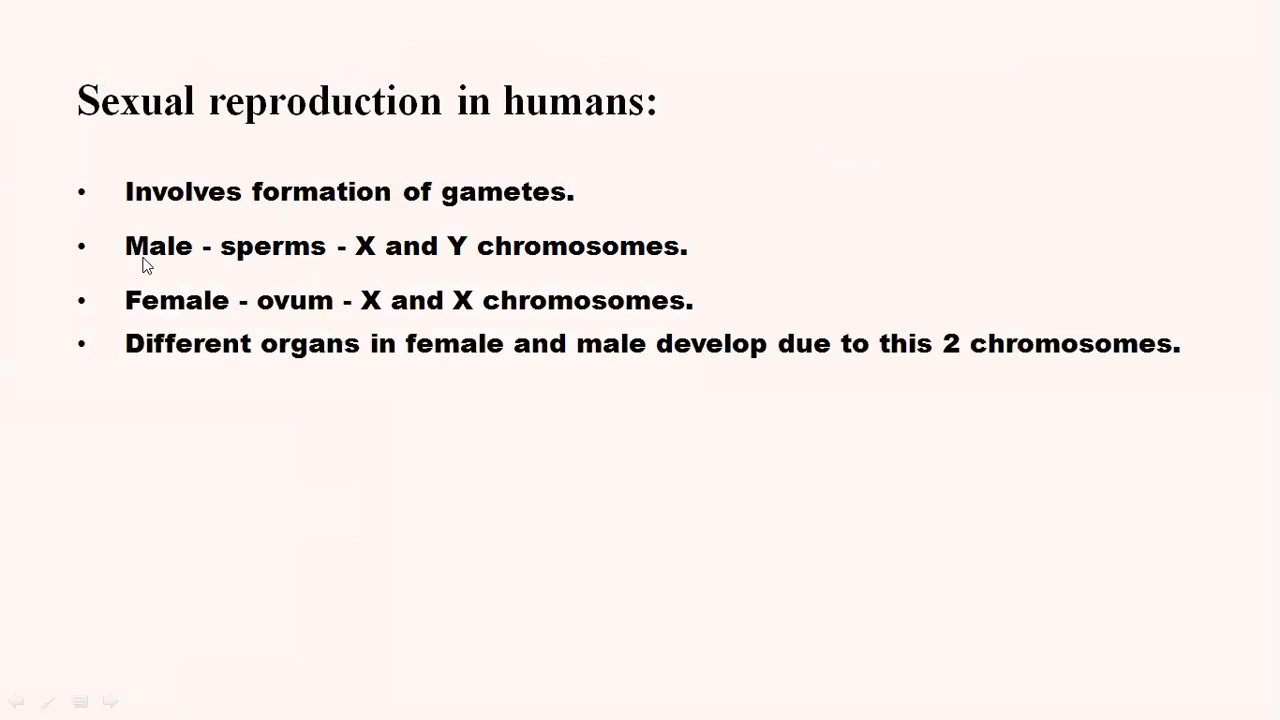 Sexual reproduction in humans:
• Involves formation of gametes.
• Male - sperms - X and Y chromosomes.
• Female - ovum - X and X chromosomes.
• Different organs in female and male develop due to this 2 chromosomes.